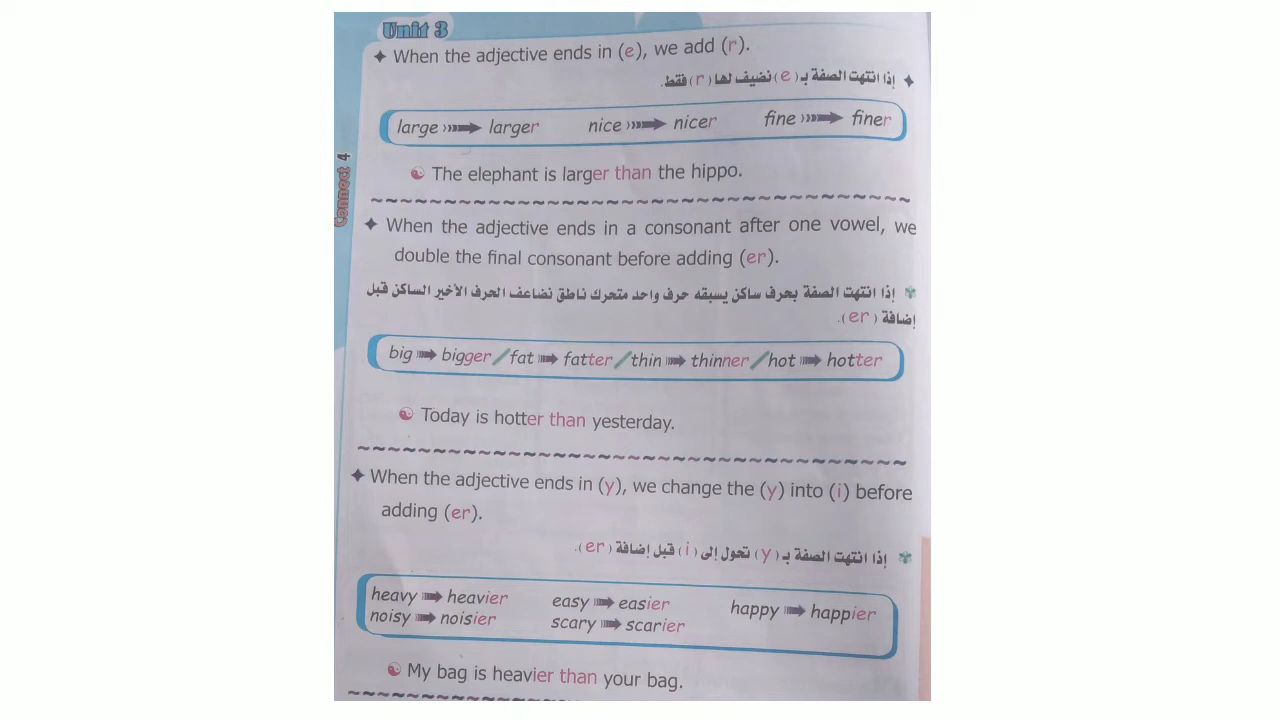 Unit 3
✦ When the adjective ends in (e), we add (r).
✦ إذا انتهت الصفة بـ (e) نضيف لها (r) فقط.
large ➠ larger nice ➠ nicer fine ➠ finer
The elephant is larger than the hippo.
Connect 4
✦ When the adjective ends in a consonant after one vowel, we
double the final consonant before adding (er).
إذا انتهت الصفة بحرف ساكن يسبقه حرف واحد متحرك ناطق نضاعف الحرف الأخير الساكن قبل
إضافة (er).
big ➠ bigger / fat ➠ fatter / thin ➠ thinner / hot ➠ hotter
Today is hotter than yesterday.
✦ When the adjective ends in (y), we change the (y) into (i) before
adding (er).
إذا انتهت الصفة بـ (y) تحول إلى (i) قبل إضافة (er).
heavy ➠ heavier easy ➠ easier happy ➠ happier
noisy ➠ noisier scary ➠ scarier
My bag is heavier than your bag.